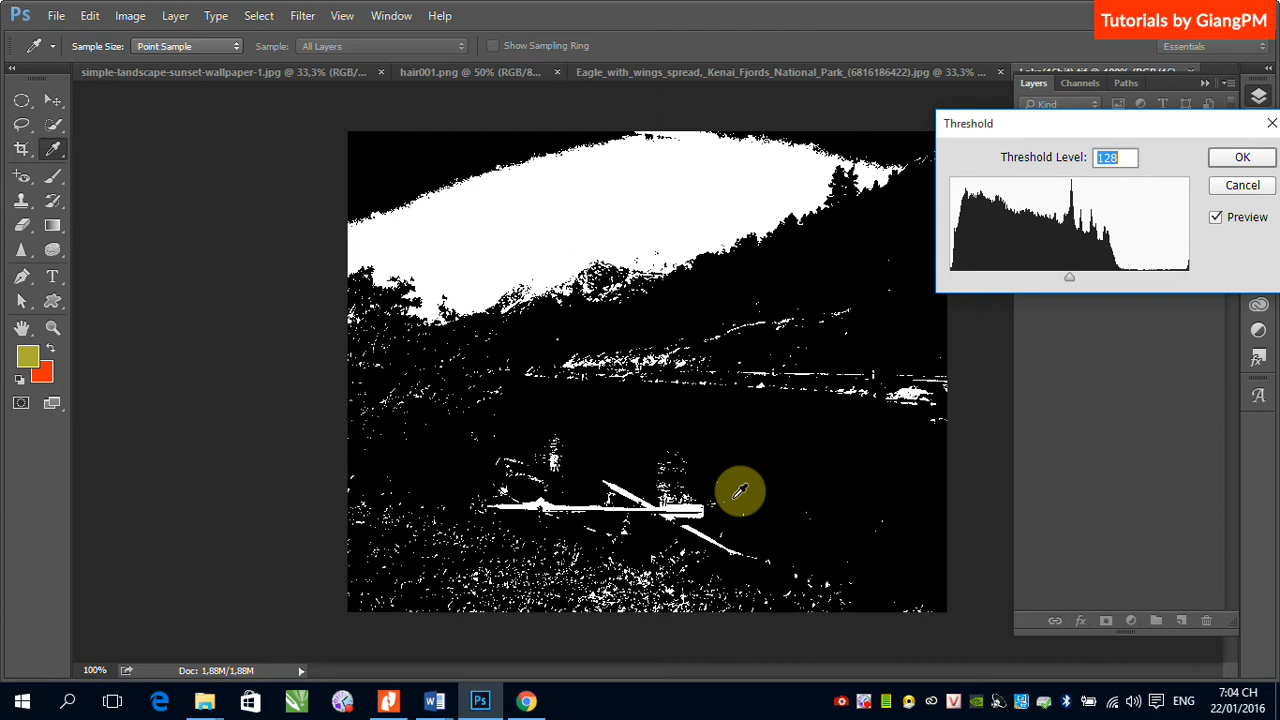 Ps File Edit Image Layer Type Select Filter View Window Help
Tutorials by GiangPM
Sample Size: Point Sample Sample: All Layers Show Sampling Ring
Essentials
simple-landscape-sunset-wallpaper-1.jpg @ 33,3% (RGB/... hair001.png @ 50% (RGB/8... Eagle_with_wings_spread,_Kenai_Fjords_National_Park_(6816186422).jpg @ 33,3% ...
Layers Channels Paths
Kind
Threshold
Threshold Level: 128
OK
Cancel
Preview
100% Doc: 1,88M/1,88M
ENG
7:04 CH
22/01/2016